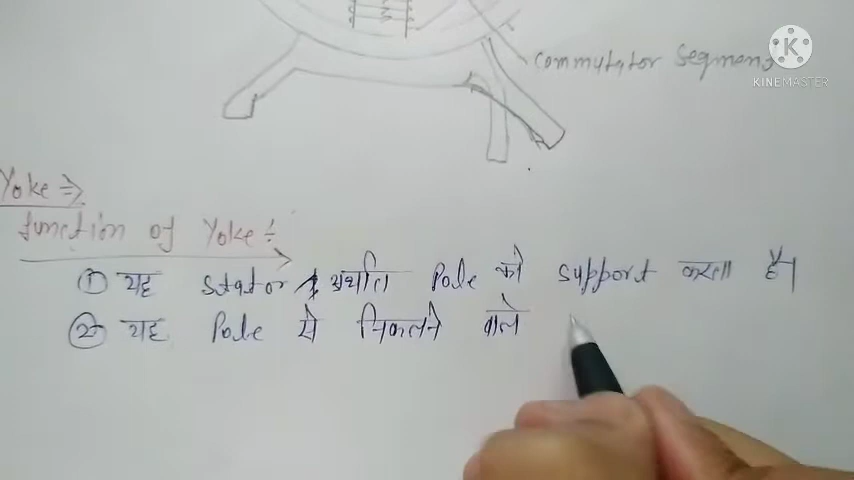 commutator segment
KINEMASTER
Yoke ⇒
function of Yoke ÷
① यह stator अर्थात Pole को support करता है।
② यह Pole से निकलने वाले